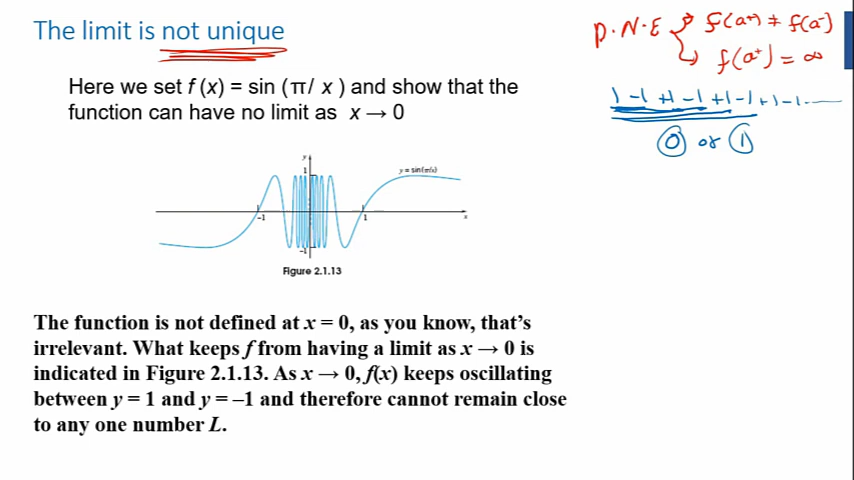 The limit is not unique
D.N.E f(a+) ≠ f(a-)
f(a+) = ∞
Here we set f (x) = sin (π/ x ) and show that the
function can have no limit as x → 0
1 -1 +1 -1 +1 -1 +1 -1 ------
0 or 1
y
1
y = sin(π/x)
-1
1
x
-1
Figure 2.1.13
The function is not defined at x = 0, as you know, that’s
irrelevant. What keeps f from having a limit as x → 0 is
indicated in Figure 2.1.13. As x → 0, f(x) keeps oscillating
between y = 1 and y = –1 and therefore cannot remain close
to any one number L.